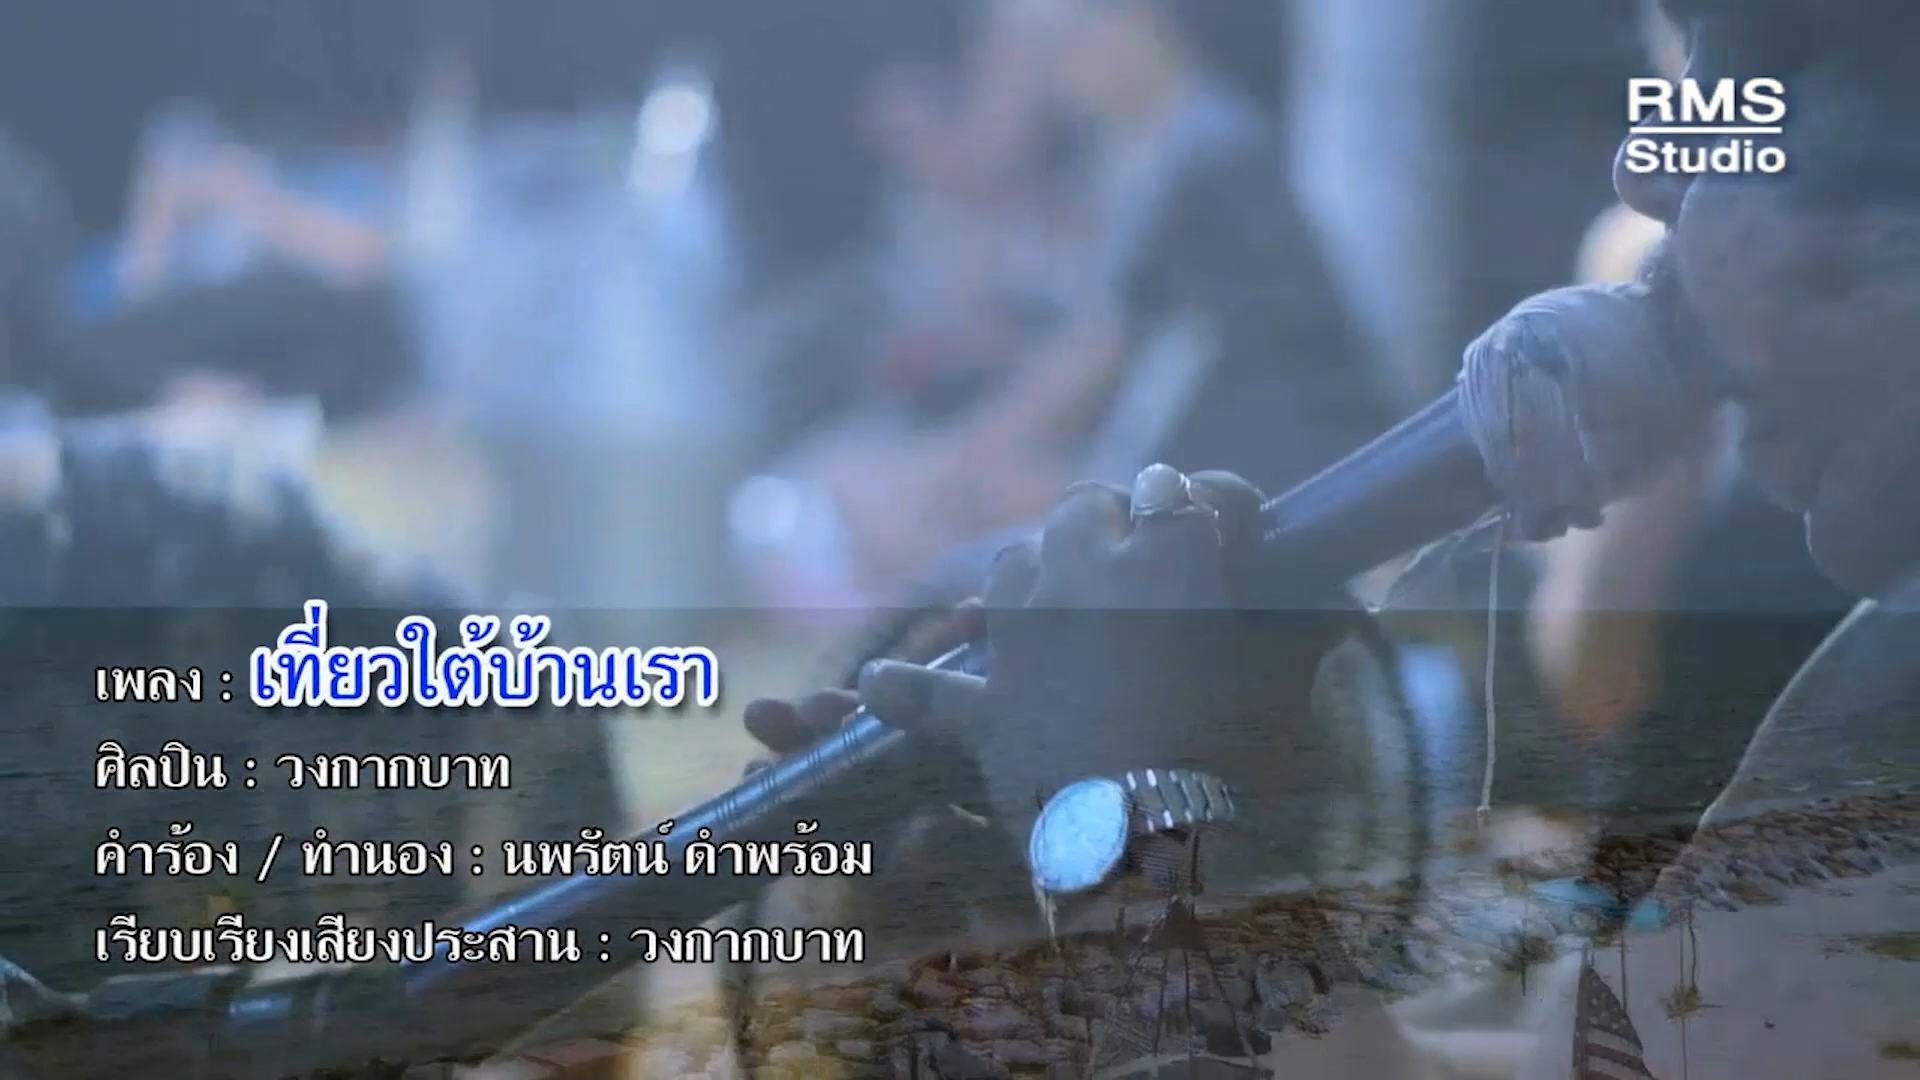 RMS
Studio
เพลง : เที่ยวใต้บ้านเรา
ศิลปิน : วงกากบาท
คำร้อง / ทำนอง : นพรัตน์ ดำพร้อม
เรียบเรียงเสียงประสาน : วงกากบาท